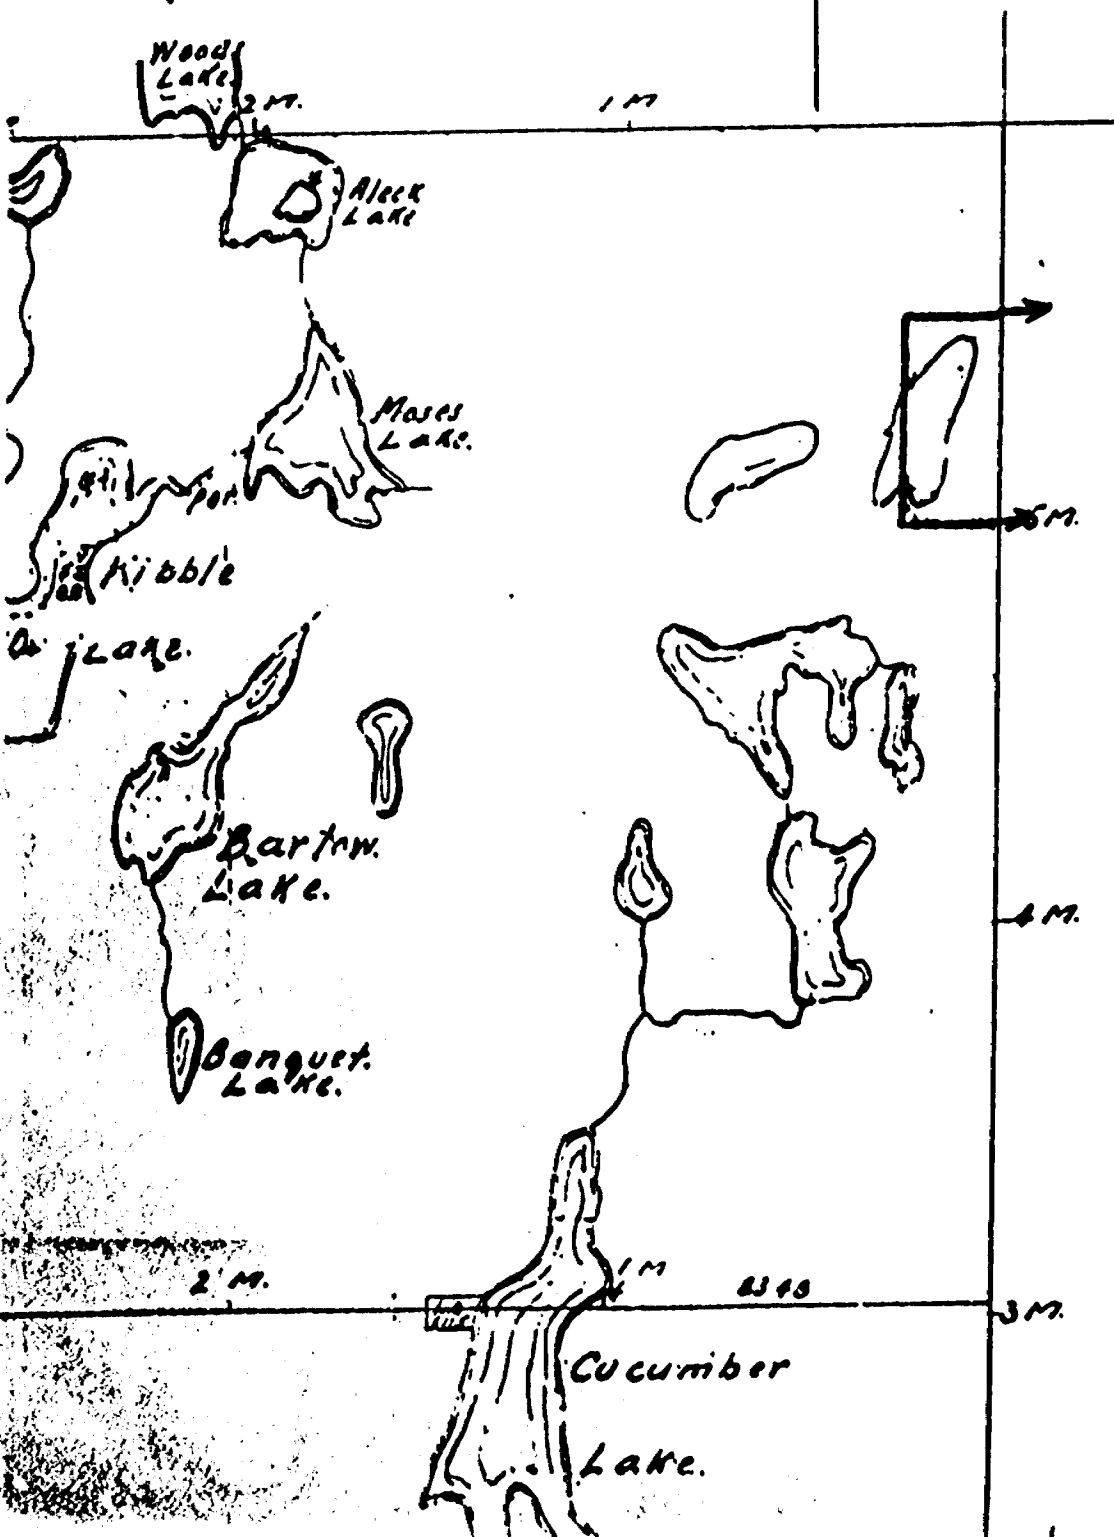 Woods
Lake.
2 M.
1 M
Aleck
Lake
Moses
Lake.
Por.
5 M.
Kibble
Lake.
Bartow.
Lake.
4 M.
Banquet.
Lake.
2 M.
1 M
3 M.
Cucumber
Lake.